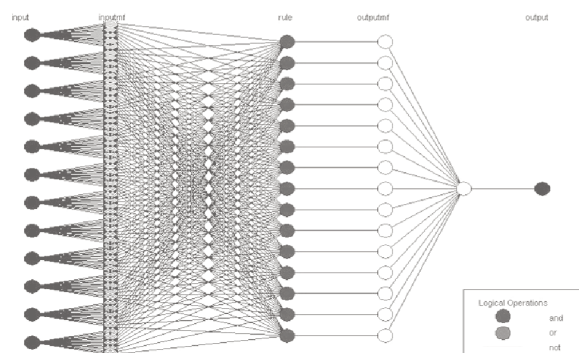 input inputmf rule outputmf output
Logical Operations
and
or
not